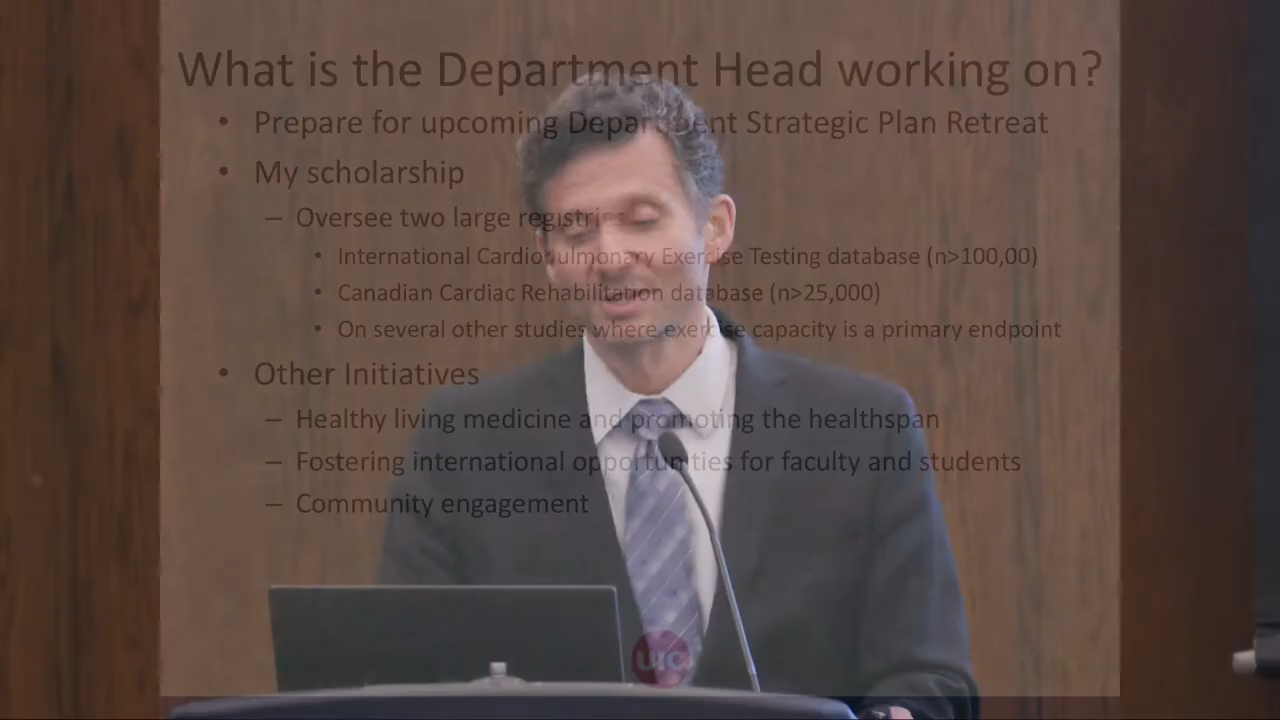 What is the Department Head working on?
• Prepare for upcoming Department Strategic Plan Retreat
• My scholarship
– Oversee two large registries
• International Cardiopulmonary Exercise Testing database (n>100,00)
• Canadian Cardiac Rehabilitation database (n>25,000)
• On several other studies where exercise capacity is a primary endpoint
• Other Initiatives
– Healthy living medicine and promoting the healthspan
– Fostering international opportunities for faculty and students
– Community engagement
UIC